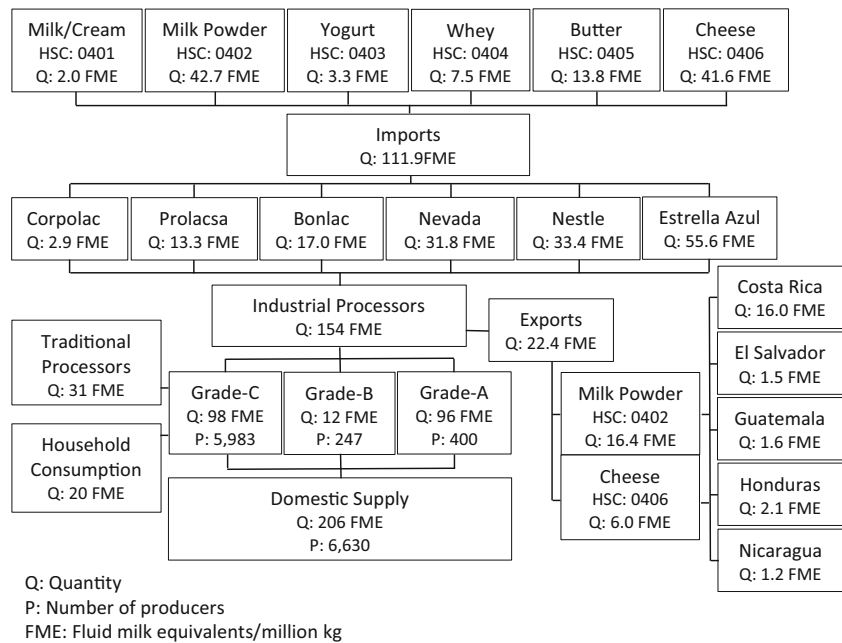 Milk/Cream
HSC: 0401
Q: 2.0 FME
Milk Powder
HSC: 0402
Q: 42.7 FME
Yogurt
HSC: 0403
Q: 3.3 FME
Whey
HSC: 0404
Q: 7.5 FME
Butter
HSC: 0405
Q: 13.8 FME
Cheese
HSC: 0406
Q: 41.6 FME
Imports
Q: 111.9FME
Corpolac
Q: 2.9 FME
Prolacsa
Q: 13.3 FME
Bonlac
Q: 17.0 FME
Nevada
Q: 31.8 FME
Nestle
Q: 33.4 FME
Estrella Azul
Q: 55.6 FME
Industrial Processors
Q: 154 FME
Exports
Q: 22.4 FME
Costa Rica
Q: 16.0 FME
El Salvador
Q: 1.5 FME
Guatemala
Q: 1.6 FME
Honduras
Q: 2.1 FME
Nicaragua
Q: 1.2 FME
Traditional
Processors
Q: 31 FME
Household
Consumption
Q: 20 FME
Grade-C
Q: 98 FME
P: 5,983
Grade-B
Q: 12 FME
P: 247
Grade-A
Q: 96 FME
P: 400
Milk Powder
HSC: 0402
Q: 16.4 FME
Cheese
HSC: 0406
Q: 6.0 FME
Domestic Supply
Q: 206 FME
P: 6,630
Q: Quantity
P: Number of producers
FME: Fluid milk equivalents/million kg